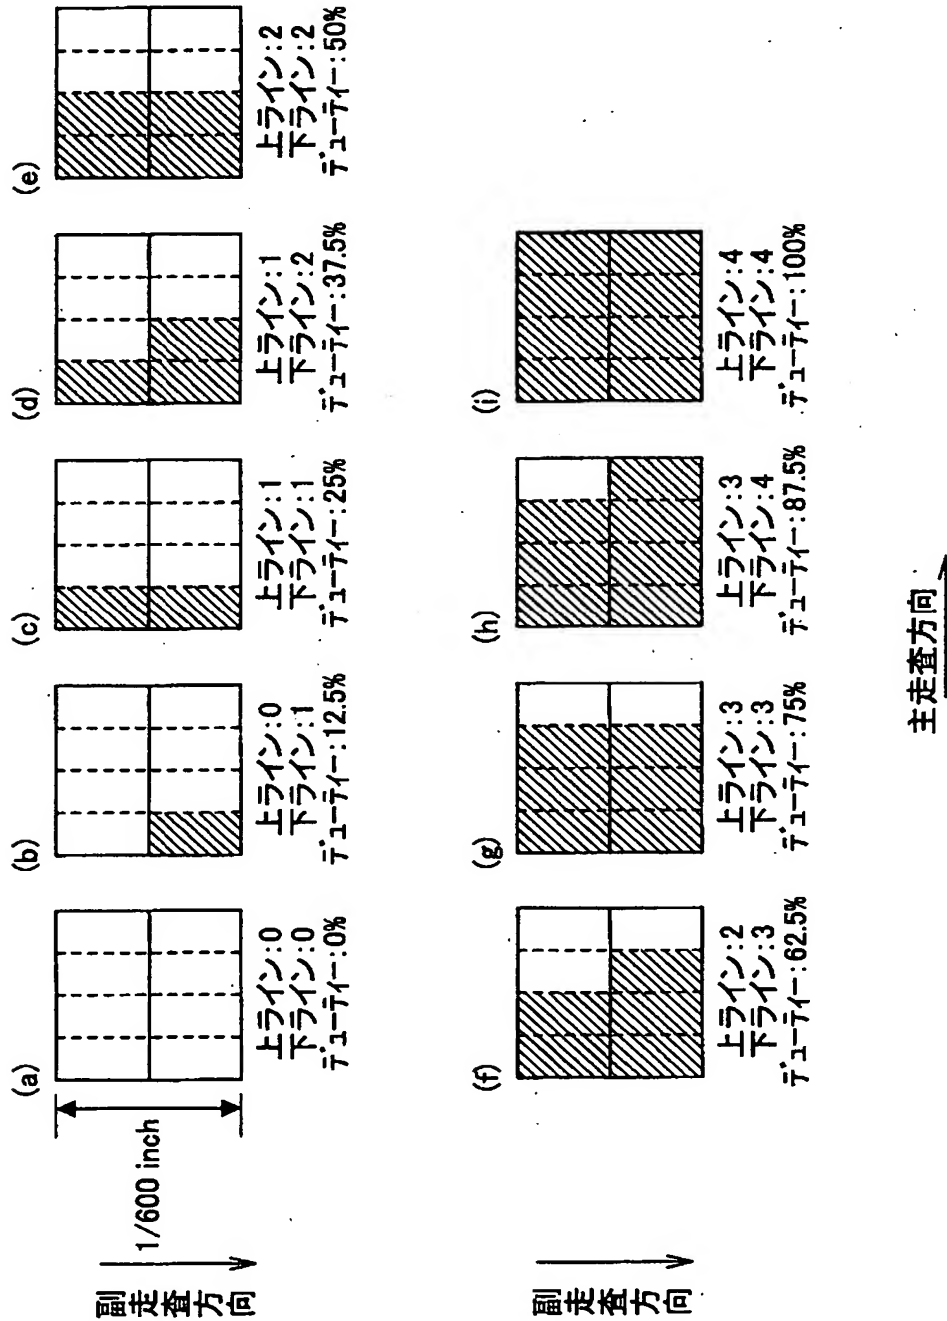 (a)
上ライン:0
下ライン:0
デューティー:0%
(b)
上ライン:0
下ライン:1
デューティー:12.5%
(c)
上ライン:1
下ライン:1
デューティー:25%
(d)
上ライン:1
下ライン:2
デューティー:37.5%
(e)
上ライン:2
下ライン:2
デューティー:50%
1/600 inch
副走査方向
(f)
上ライン:2
下ライン:3
デューティー:62.5%
(g)
上ライン:3
下ライン:3
デューティー:75%
(h)
上ライン:3
下ライン:4
デューティー:87.5%
(i)
上ライン:4
下ライン:4
デューティー:100%
副走査方向
主走査方向